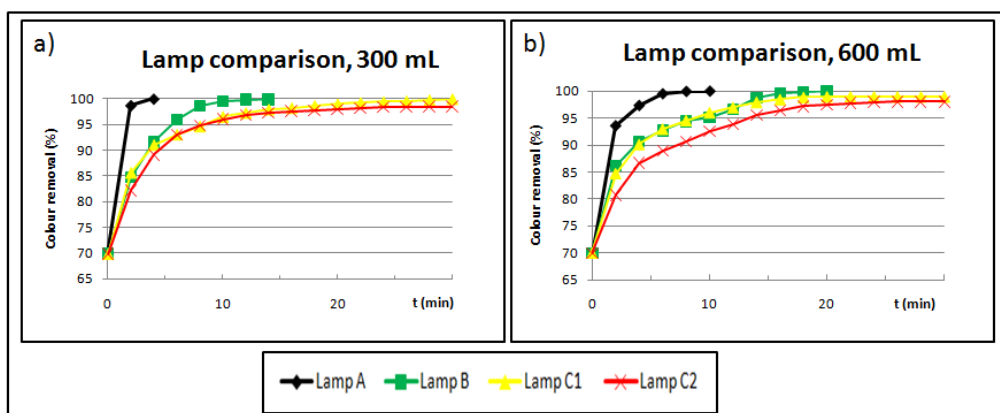 a)
Lamp comparison, 300 mL
Colour removal (%)
100
95
90
85
80
75
70
65
0
10
20
t (min)
b)
Lamp comparison, 600 mL
Colour removal (%)
100
95
90
85
80
75
70
65
0
10
20
t (min)
Lamp A Lamp B Lamp C1 Lamp C2